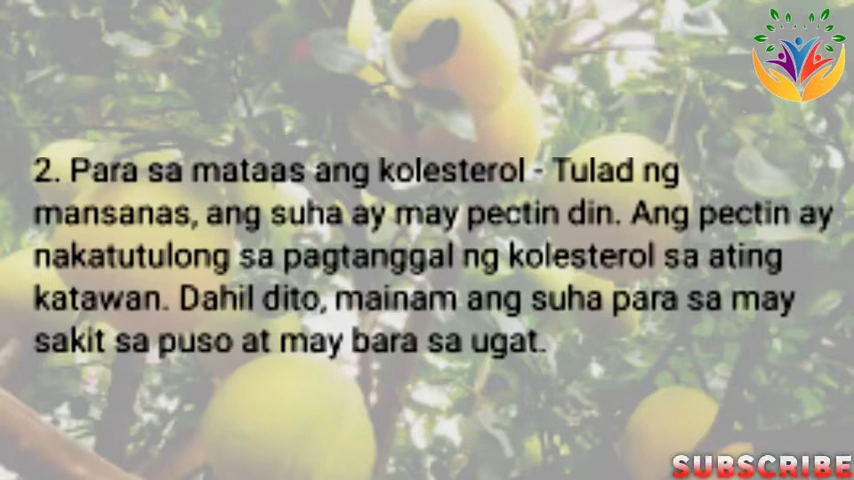 SUBSCRIBE
2. Para sa mataas ang kolesterol - Tulad ng
mansanas, ang suha ay may pectin din. Ang pectin ay
nakatutulong sa pagtanggal ng kolesterol sa ating
katawan. Dahil dito, mainam ang suha para sa may
sakit sa puso at may bara sa ugat.
SUBSCRIBE